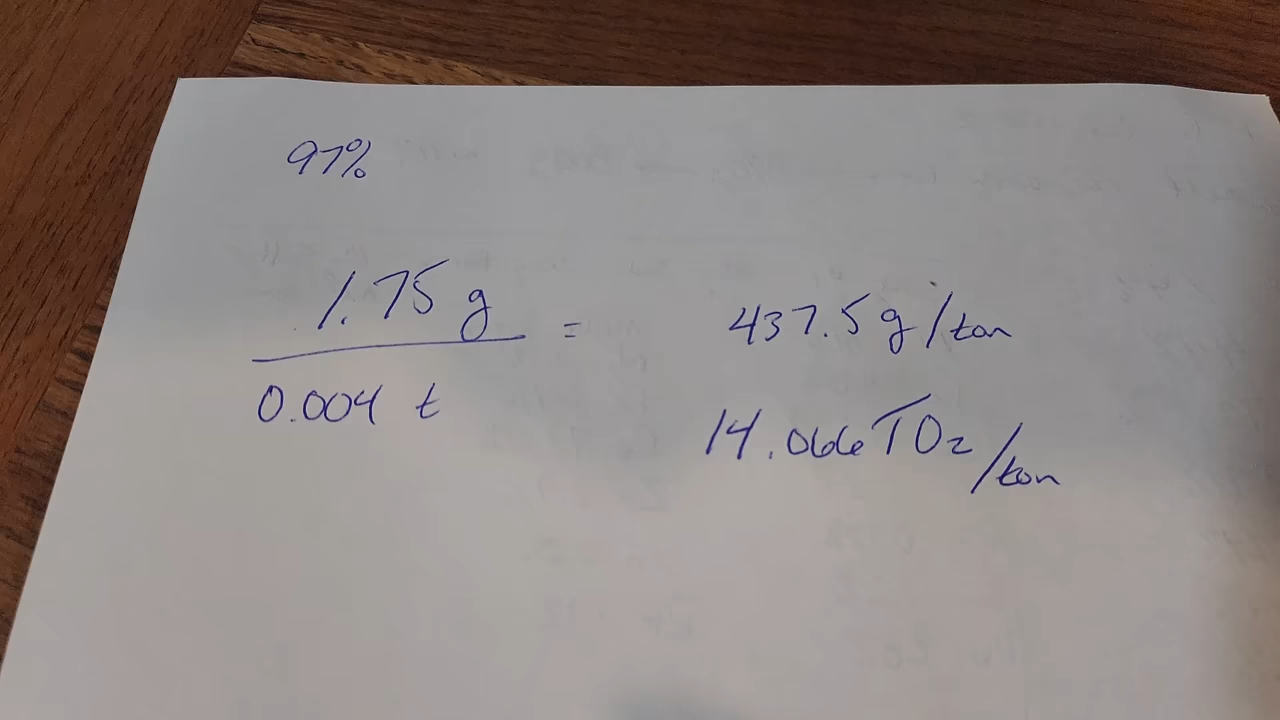 97%
1.75 g
0.004 t
=
437.5 g/ton
14.066 TOz/ton